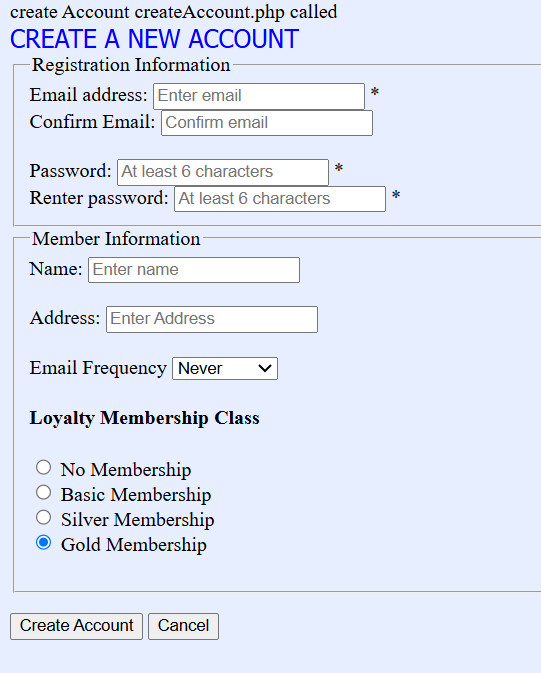 create Account createAccount.php called
CREATE A NEW ACCOUNT
Registration Information
Email address: Enter email *
Confirm Email: Confirm email
Password: At least 6 characters *
Renter password: At least 6 characters *
Member Information
Name: Enter name
Address: Enter Address
Email Frequency Never
Loyalty Membership Class
No Membership
Basic Membership
Silver Membership
Gold Membership
Create Account Cancel